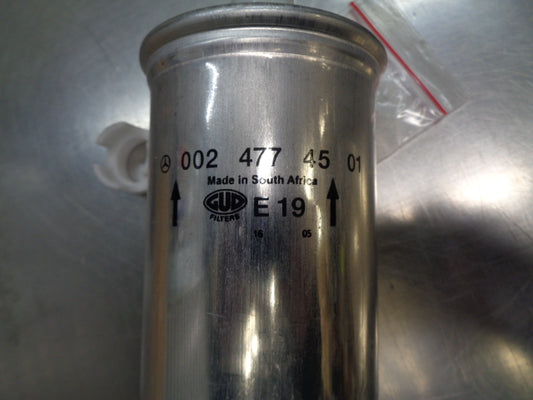 002 477 45 01
Made in South Africa
GUD FILTERS E 19
16 05